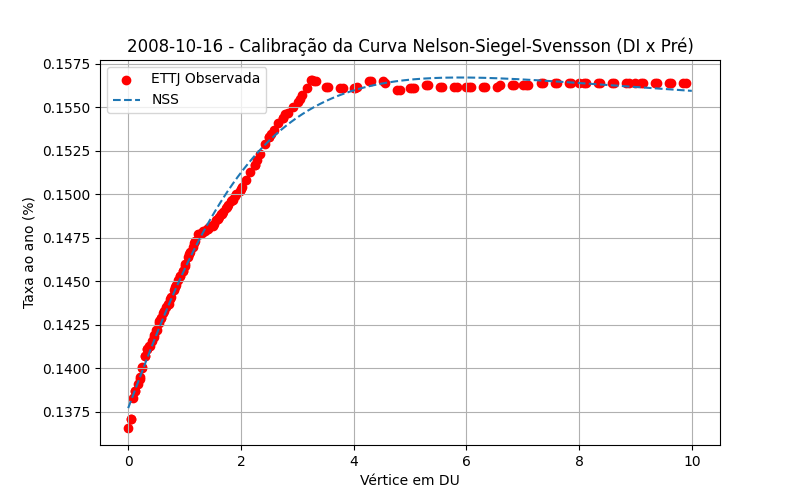 2008-10-16 - Calibração da Curva Nelson-Siegel-Svensson (DI x Pré)
ETTJ Observada
NSS
Taxa ao ano (%)
0.1575
0.1550
0.1525
0.1500
0.1475
0.1450
0.1425
0.1400
0.1375
0 2 4 6 8 10
Vértice em DU